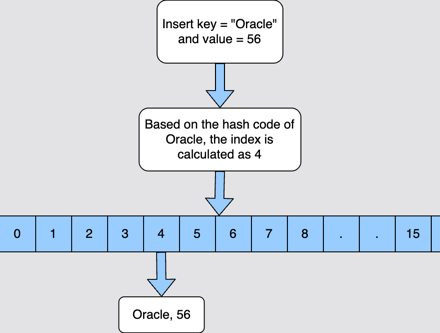 Insert key = "Oracle"
and value = 56
Based on the hash code of
Oracle, the index is
calculated as 4
0 1 2 3 4 5 6 7 8 . . 15
Oracle, 56